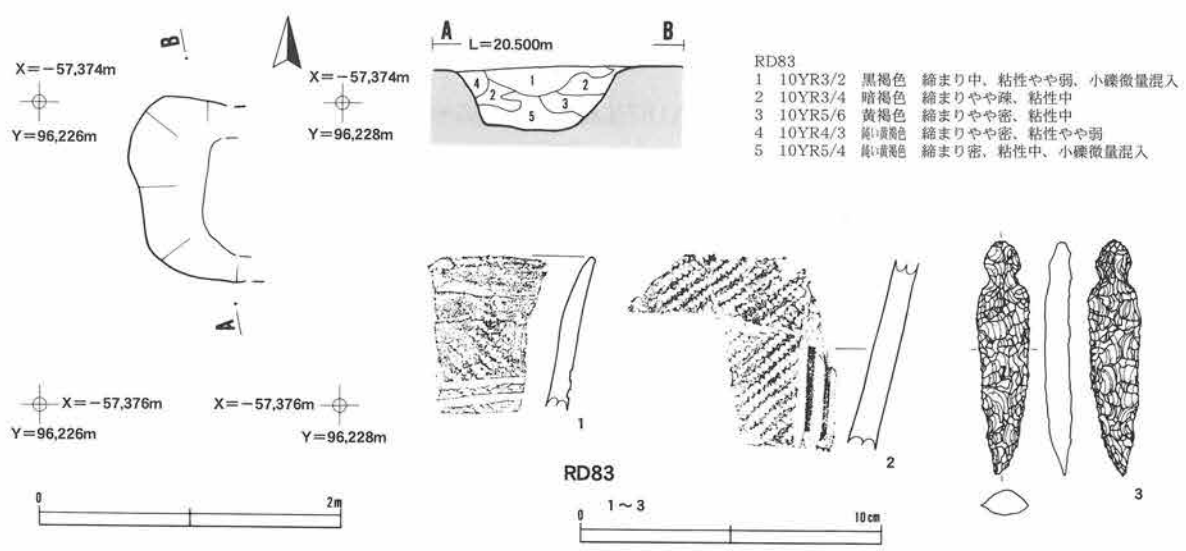 B
X=−57,374m
X=−57,374m
Y=96,226m
Y=96,228m
A
X=−57,376m
X=−57,376m
Y=96,226m
Y=96,228m
0 2m
A
B
L=20.500m
4
1
2
2
3
5
RD83
1 10YR3/2 黒褐色 締まり中、粘性やや弱、小礫微量混入
2 10YR3/4 暗褐色 締まりやや疎、粘性中
3 10YR5/6 黄褐色 締まりやや密、粘性中
4 10YR4/3 鈍い黄褐色 締まりやや密、粘性やや弱
5 10YR5/4 鈍い黄褐色 締まり密、粘性中、小礫微量混入
1
2
3
RD83
1～3
0 10cm